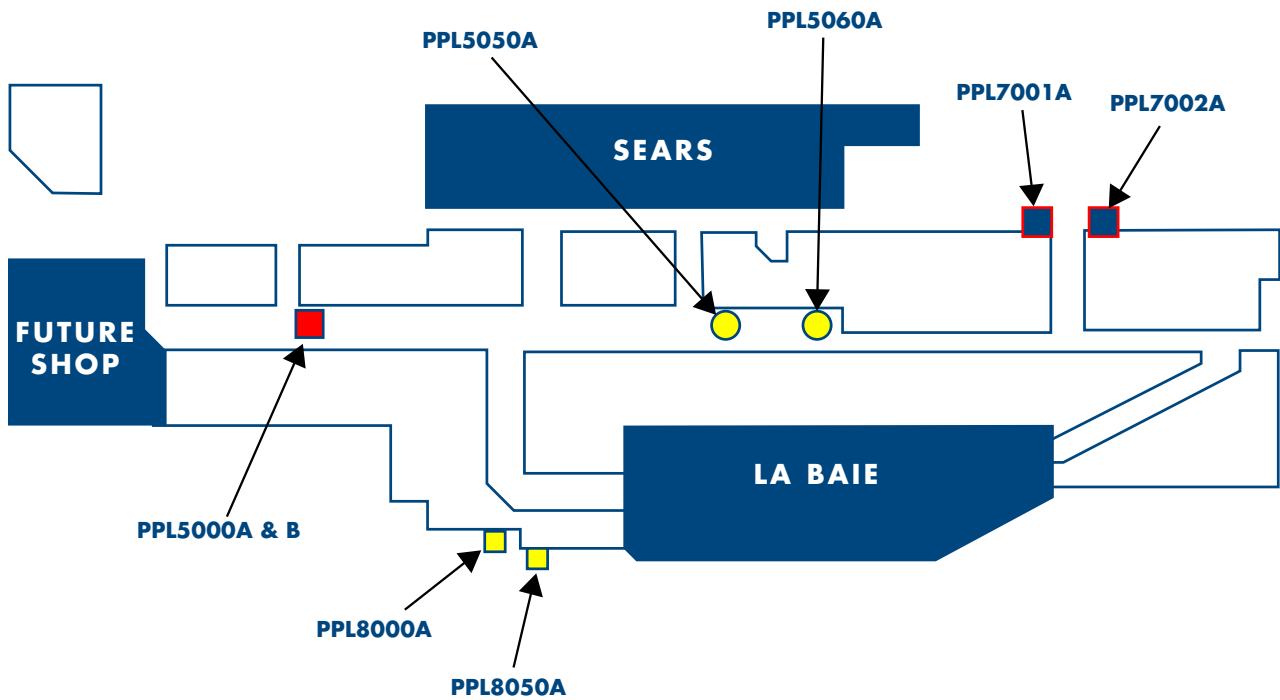 PPL5060A
PPL5050A
PPL7001A
PPL7002A
SEARS
FUTURE
SHOP
LA BAIE
PPL5000A & B
PPL8000A
PPL8050A